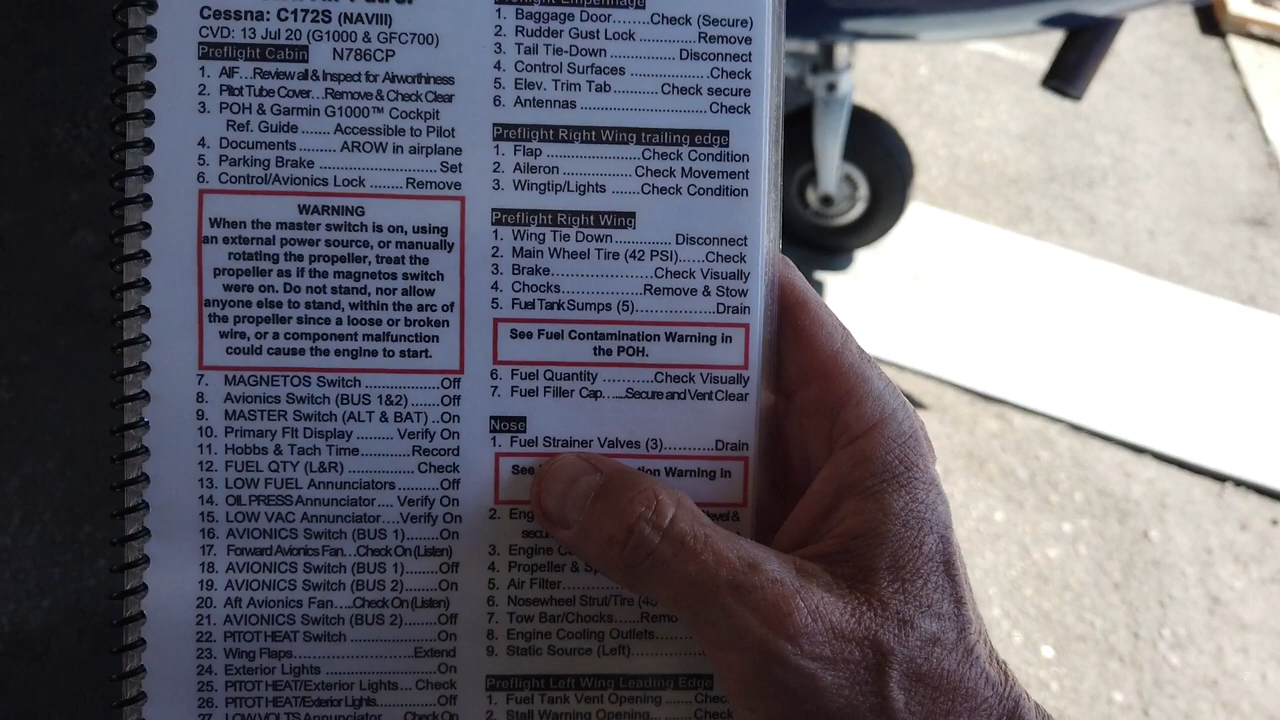 Cessna: C172S (NAVIII)
CVD: 13 Jul 20 (G1000 & GFC700)
Preflight Cabin N786CP
1. AIF...Review all & Inspect for Airworthiness
2. Pitot Tube Cover...Remove & Check Clear
3. POH & Garmin G1000™ Cockpit
Ref. Guide ....... Accessible to Pilot
4. Documents ........ AROW in airplane
5. Parking Brake ............................ Set
6. Control/Avionics Lock ....... Remove
WARNING
When the master switch is on, using
an external power source, or manually
rotating the propeller, treat the
propeller as if the magnetos switch
were on. Do not stand, nor allow
anyone else to stand, within the arc of
the propeller since a loose or broken
wire, or a component malfunction
could cause the engine to start.
7. MAGNETOS Switch ................Off
8. Avionics Switch (BUS 1&2) .......Off
9. MASTER Switch (ALT & BAT) ..On
10. Primary Flt Display ......... Verify On
11. Hobbs & Tach Time.............Record
12. FUEL QTY (L&R) ................ Check
13. LOW FUEL Annunciators.........Off
14. OIL PRESS Annunciator.... Verify On
15. LOW VAC Annunciator....Verify On
16. AVIONICS Switch (BUS 1).......On
17. Forward Avionics Fan...Check On (Listen)
18. AVIONICS Switch (BUS 1).......Off
19. AVIONICS Switch (BUS 2).......On
20. Aft Avionics Fan....Check On (Listen)
21. AVIONICS Switch (BUS 2).......Off
22. PITOT HEAT Switch ....................On
23. Wing Flaps.........................Extend
24. Exterior Lights ..........................On
25. PITOT HEAT/Exterior Lights... Check
26. PITOT HEAT/Exterior Lights.............Off
27. LOW VOLTS Annunciator.....Check On
Preflight Empennage
1. Baggage Door........Check (Secure)
2. Rudder Gust Lock ..............Remove
3. Tail Tie-Down .............. Disconnect
4. Control Surfaces ....................Check
5. Elev. Trim Tab.......... Check secure
6. Antennas ...............................Check
Preflight Right Wing trailing edge
1. Flap ......................Check Condition
2. Aileron ............... Check Movement
3. Wingtip/Lights .....Check Condition
Preflight Right Wing
1. Wing Tie Down ............. Disconnect
2. Main Wheel Tire (42 PSI)......Check
3. Brake........................Check Visually
4. Chocks.................Remove & Stow
5. Fuel Tank Sumps (5)....................Drain
See Fuel Contamination Warning in
the POH.
6. Fuel Quantity ...........Check Visually
7. Fuel Filler Cap......Secure and Vent Clear
Nose
1. Fuel Strainer Valves (3)............Drain
See Warning in
2. level &
3. Engine
4. Propeller &
5. Air Filter..............
6. Nosewheel Strut/Tire
7. Tow Bar/Chocks......
8. Engine Cooling Outlets......
9. Static Source (Left)......
Preflight Left Wing Leading Edge
1. Fuel Tank Vent Opening ......
2. Stall Warning Opening.... Check